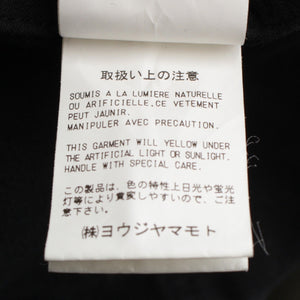 取扱い上の注意
SOUMIS A LA LUMIERE NATURELLE
OU ARIFICIELLE,CE VETEMENT
PEUT JAUNIR.
MANIPULER AVEC PRECAUTION.
THIS GARMENT WILL YELLOW UNDER
THE ARTIFICIAL LIGHT OR SUNLIGHT.
HANDLE WITH SPECIAL CARE.
この製品は、色の特性上日光や蛍光
灯等により黄変しやすいので、ご注
意ください。
㈱ヨウジヤマモト